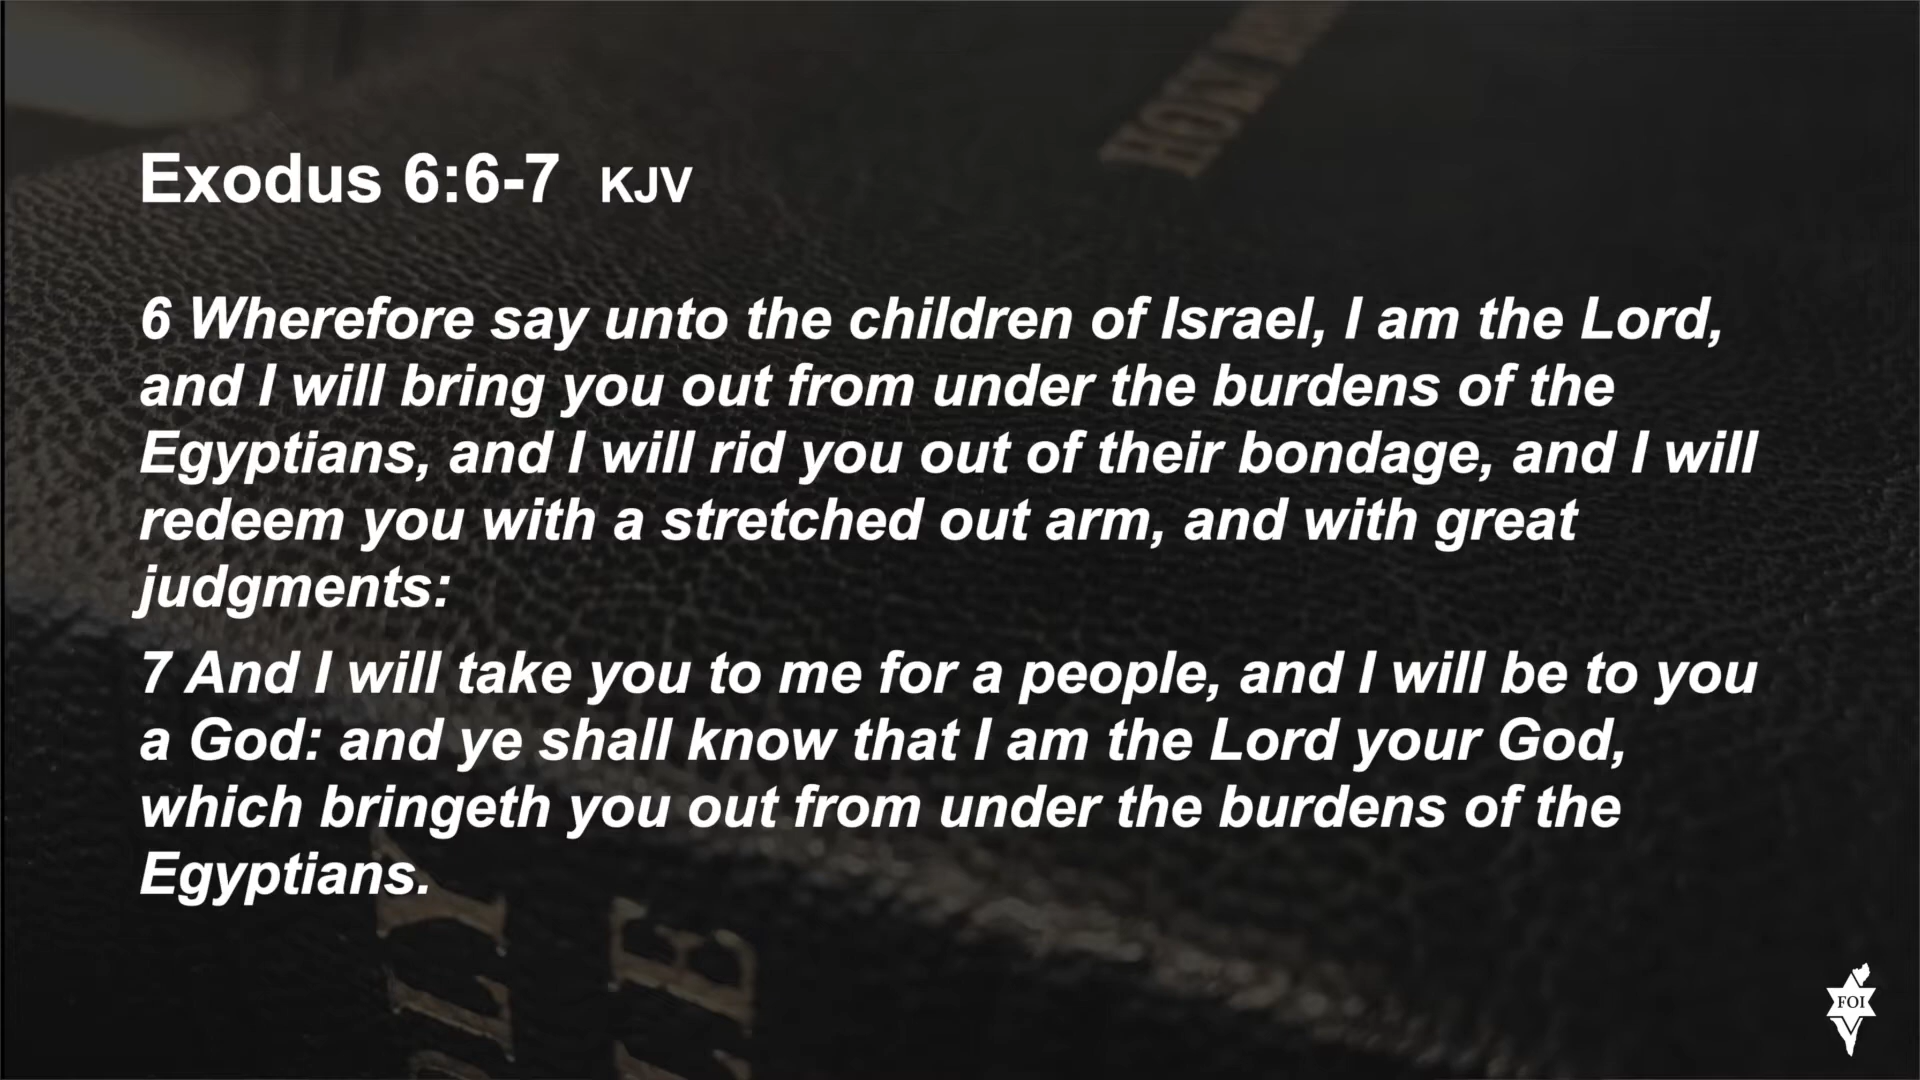 HOLY
Exodus 6:6-7 KJV
6 Wherefore say unto the children of Israel, I am the Lord,
and I will bring you out from under the burdens of the
Egyptians, and I will rid you out of their bondage, and I will
redeem you with a stretched out arm, and with great
judgments:
7 And I will take you to me for a people, and I will be to you
a God: and ye shall know that I am the Lord your God,
which bringeth you out from under the burdens of the
Egyptians.
FOI